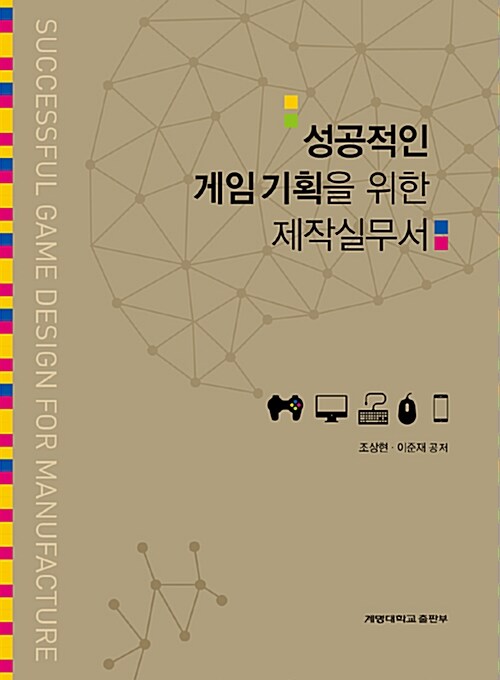 SUCCESSFUL GAME DESIGN FOR MANUFACTURE
성공적인
게임 기획을 위한
제작실무서
조상현 · 이준재 공저
계명대학교 출판부